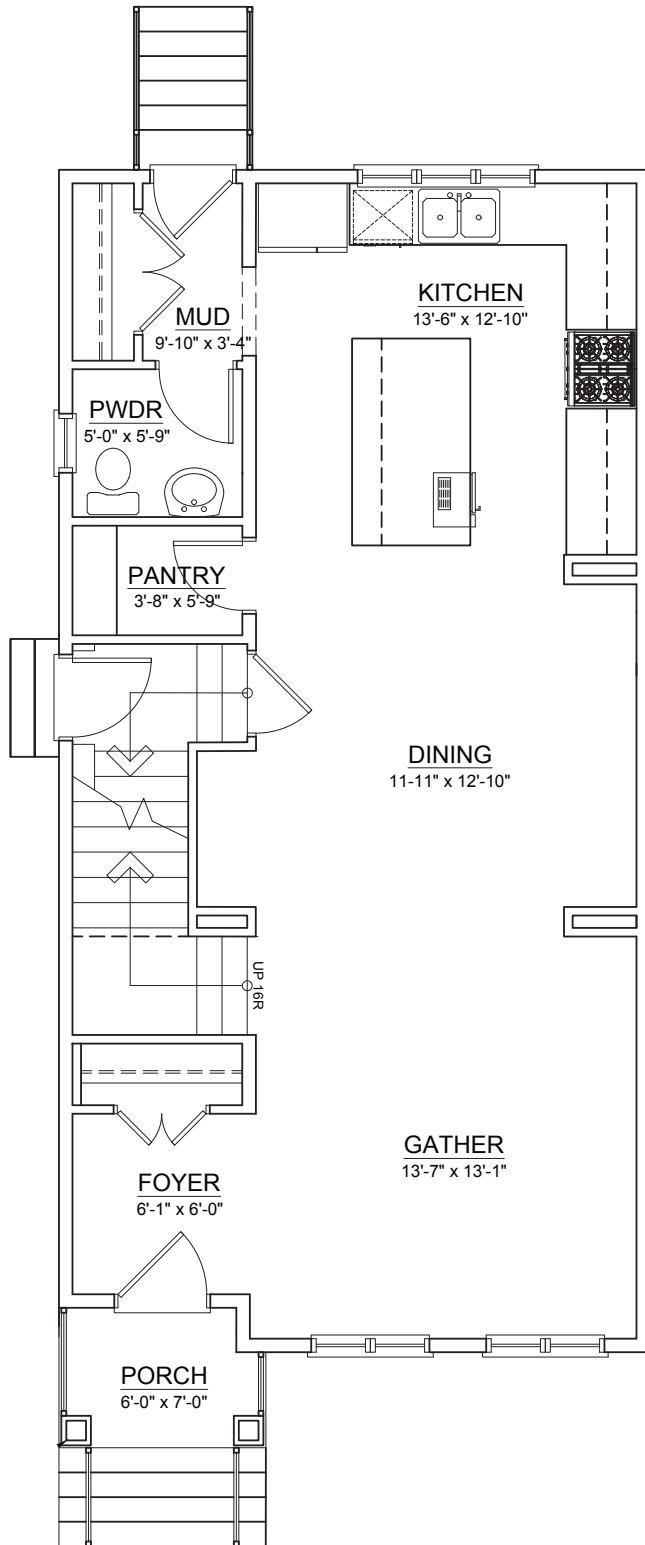 KITCHEN
13'-6" x 12'-10"
MUD
9'-10" x 3'-4"
PWDR
5'-0" x 5'-9"
PANTRY
3'-8" x 5'-9"
DINING
11-11" x 12'-10"
UP 16R
GATHER
13'-7" x 13'-1"
FOYER
6'-1" x 6'-0"
PORCH
6'-0" x 7'-0"